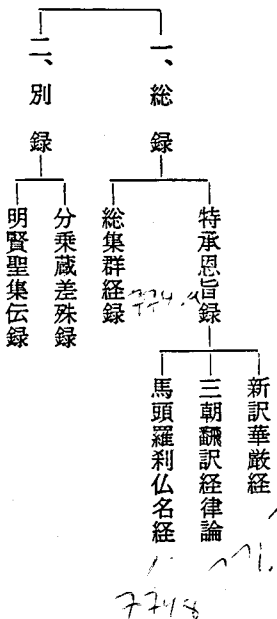 一、総録
特承恩旨録
新訳華厳経
三朝飜訳経律論
馬頭羅刹仏名経
総集群経録
二、別録
分乗蔵差殊録
明賢聖集伝録